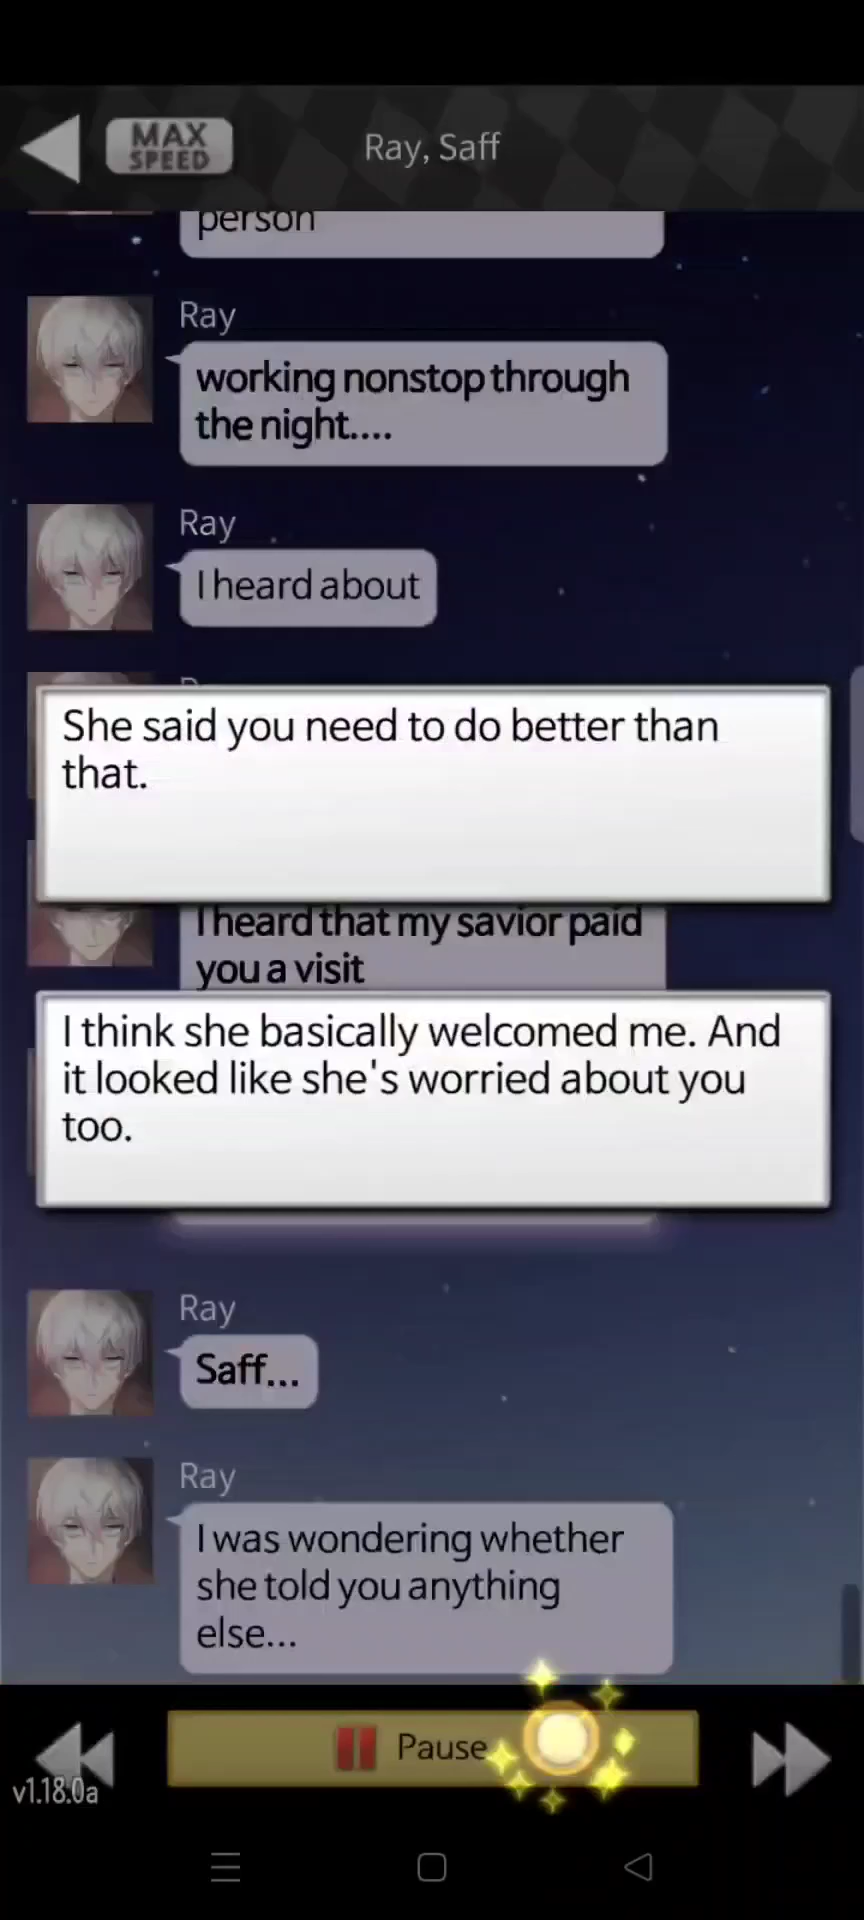 MAX
SPEED
Ray, Saff
person
Ray
working nonstop through
the night....
Ray
I heard about
She said you need to do better than
that.
I heard that my savior paid
you a visit
I think she basically welcomed me. And
it looked like she's worried about you
too.
Ray
Saff...
Ray
I was wondering whether
she told you anything
else...
Pause
v1.18.0a